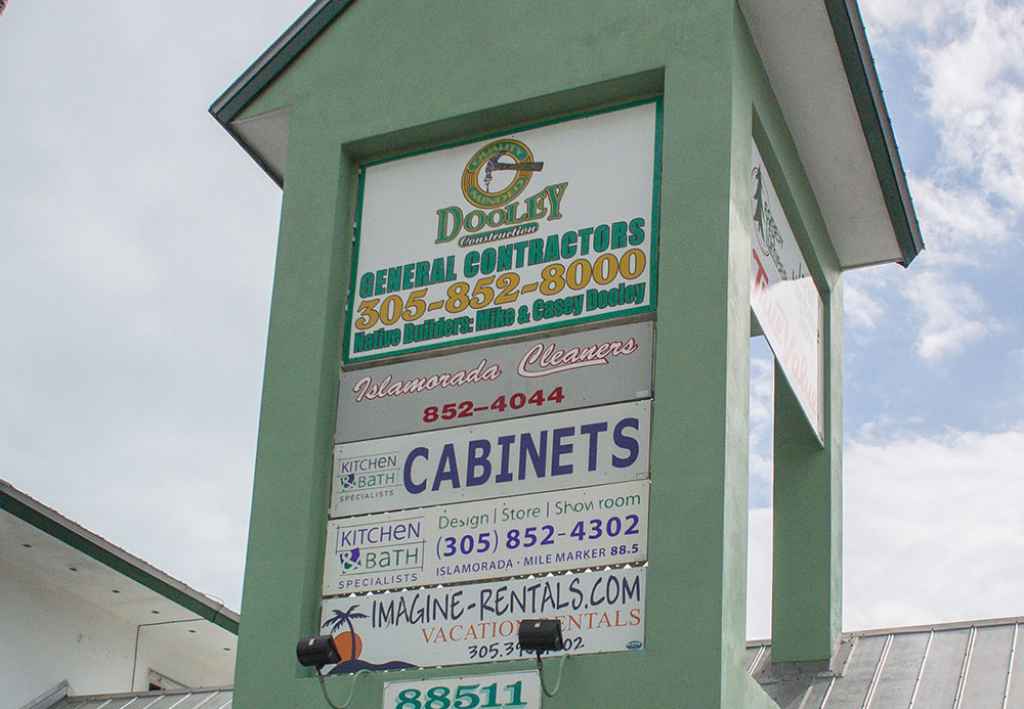 QUALITY
MINDED
DOOLEY
Construction
GENERAL CONTRACTORS
305-852-8000
Native Builders: Mike & Casey Dooley
Islamorada Cleaners
852-4044
KITCHEN
& BATH
SPECIALISTS
CABINETS
KITCHEN
& BATH
SPECIALISTS
Design | Store | Show room
(305) 852-4302
ISLAMORADA · MILE MARKER 88.5
IMAGINE-RENTALS.COM
VACATION RENTALS
88511